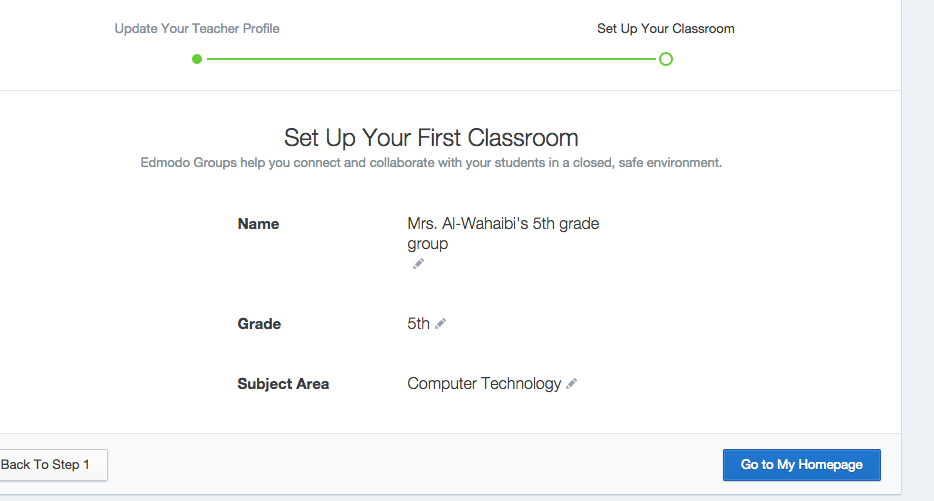 Update Your Teacher Profile
Set Up Your Classroom
Set Up Your First Classroom
Edmodo Groups help you connect and collaborate with your students in a closed, safe environment.
Name
Mrs. Al-Wahaibi's 5th grade
group
Grade
5th
Subject Area
Computer Technology
Back To Step 1
Go to My Homepage